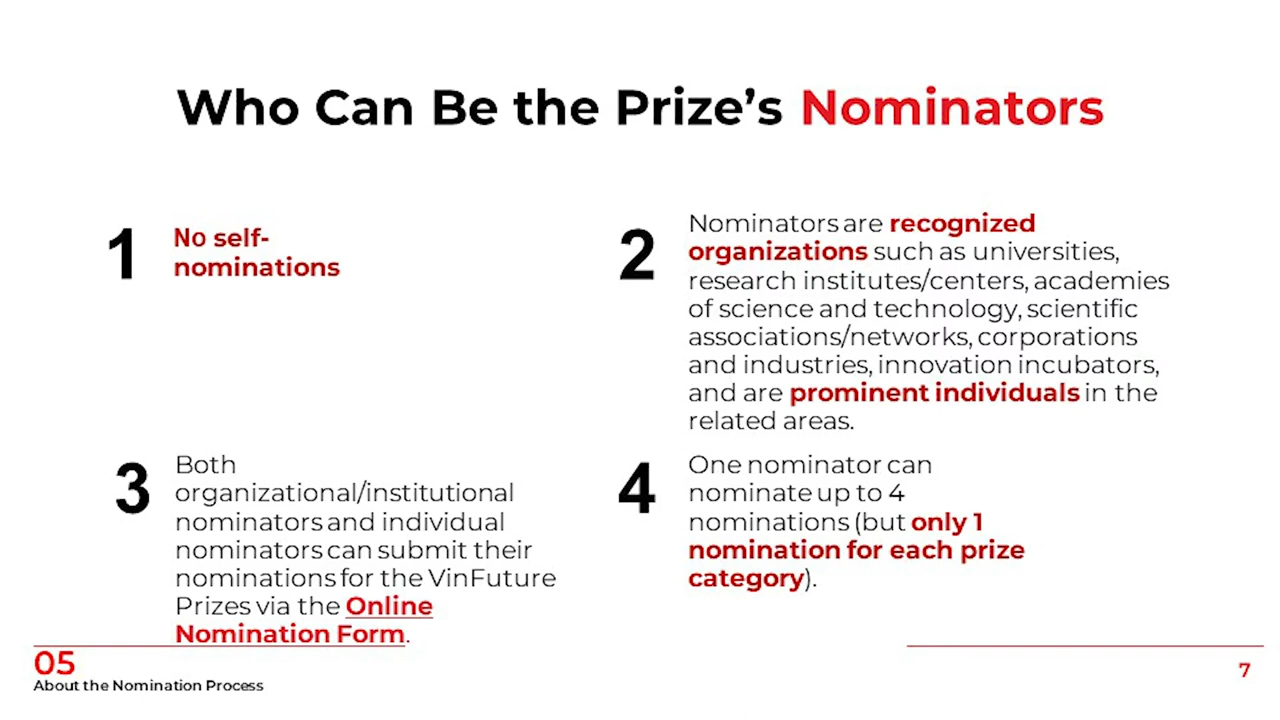 Who Can Be the Prize's Nominators
1
No self-
nominations
2
Nominators are recognized
organizations such as universities,
research institutes/centers, academies
of science and technology, scientific
associations/networks, corporations
and industries, innovation incubators,
and are prominent individuals in the
related areas.
3
Both
organizational/institutional
nominators and individual
nominators can submit their
nominations for the VinFuture
Prizes via the Online
Nomination Form.
4
One nominator can
nominate up to 4
nominations (but only 1
nomination for each prize
category).
05
About the Nomination Process
7